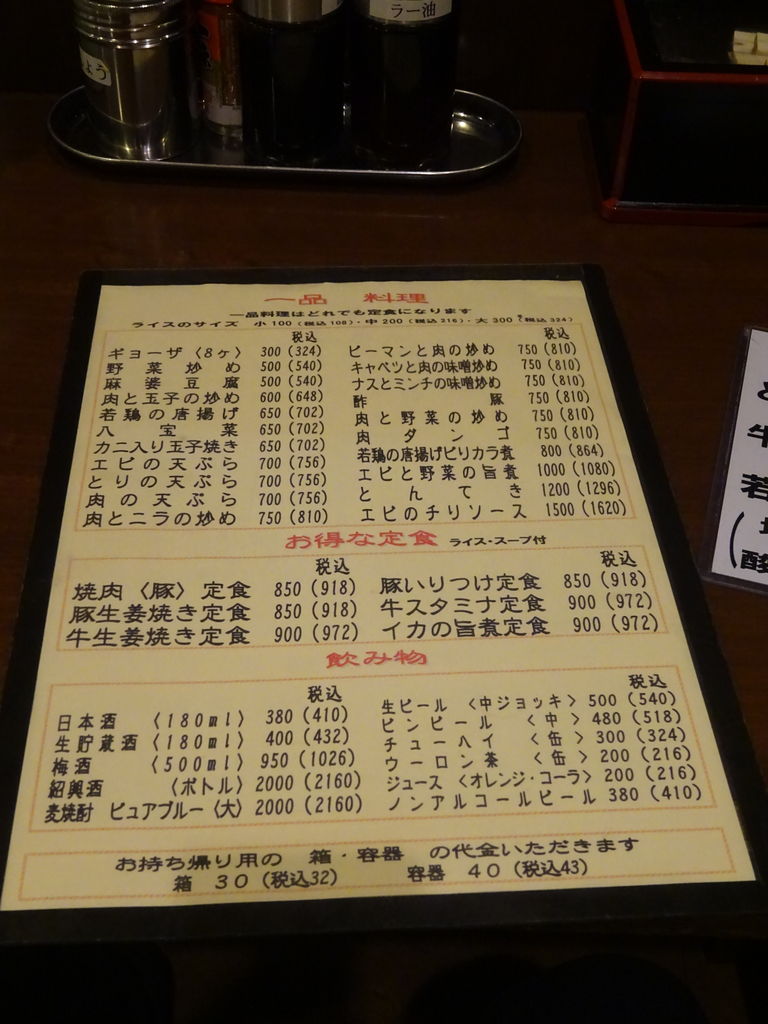 ラー油
よう
一品 料理
一品料理はどれでも定食になります
ライスのサイズ 小100(税込108)・中200(税込216)・大300(税込324)
税込
ギョーザ〈8ヶ〉 300(324)
野菜炒め 500(540)
麻婆豆腐 500(540)
肉と玉子の炒め 600(648)
若鶏の唐揚げ 650(702)
八宝菜 650(702)
カニ入り玉子焼き 650(702)
エビの天ぷら 700(756)
とりの天ぷら 700(756)
肉の天ぷら 700(756)
肉とニラの炒め 750(810)
税込
ピーマンと肉の炒め 750(810)
キャベツと肉の味噌炒め 750(810)
ナスとミンチの味噌炒め 750(810)
酢豚 750(810)
肉と野菜の炒め 750(810)
肉ダンゴ 750(810)
若鶏の唐揚げピリカラ煮 800(864)
エビと野菜の旨煮 1000(1080)
とんてき 1200(1296)
エビのチリソース 1500(1620)
お得な定食 ライス・スープ付
税込
焼肉〈豚〉定食 850(918)
豚生姜焼き定食 850(918)
牛生姜焼き定食 900(972)
税込
豚いりつけ定食 850(918)
牛スタミナ定食 900(972)
イカの旨煮定食 900(972)
飲み物
税込
日本酒 〈180ml〉 380(410)
生貯蔵酒〈180ml〉 400(432)
梅酒 〈500ml〉 950(1026)
紹興酒 〈ボトル〉 2000(2160)
麦焼酎 ピュアブルー〈大〉 2000(2160)
税込
生ビール 〈中ジョッキ〉 500(540)
ビンビール 〈中〉 480(518)
チューハイ 〈缶〉 300(324)
ウーロン茶 〈缶〉 200(216)
ジュース〈オレンジ・コーラ〉 200(216)
ノンアルコールビール 380(410)
お持ち帰り用の 箱・容器 の代金いただきます
箱 30(税込32) 容器 40(税込43)
牛
若
(
酸